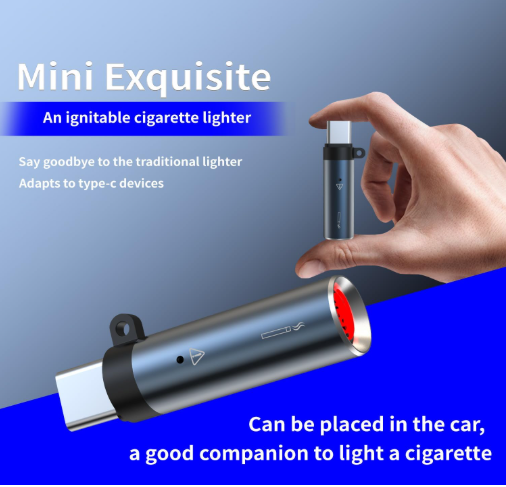 Mini Exquisite
An ignitable cigarette lighter
Say goodbye to the traditional lighter
Adapts to type-c devices
Can be placed in the car,
a good companion to light a cigarette